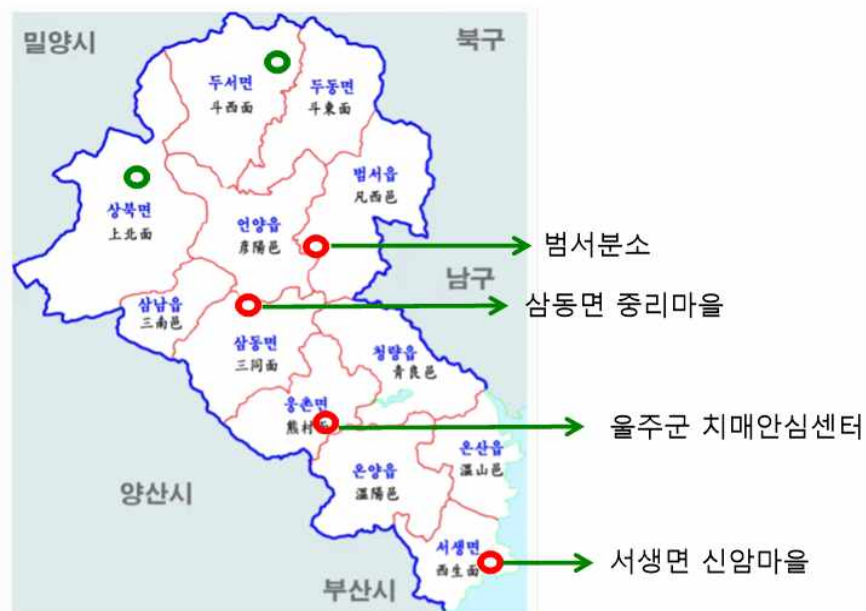 밀양시
북구
두서면
斗西面
두동면
斗東面
범서읍
凡西邑
상북면
上北面
언양읍
彦陽邑
범서분소
남구
삼남읍
三南邑
삼동면 중리마을
삼동면
三同面
청량읍
青良邑
웅촌면
熊村
울주군 치매안심센터
온산읍
溫山邑
온양읍
溫陽邑
양산시
서생면
西生面
서생면 신암마을
부산시